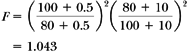 F = ( (100 + 0.5) / (80 + 0.5) )² ( (80 + 10) / (100 + 10) )²
= 1.043